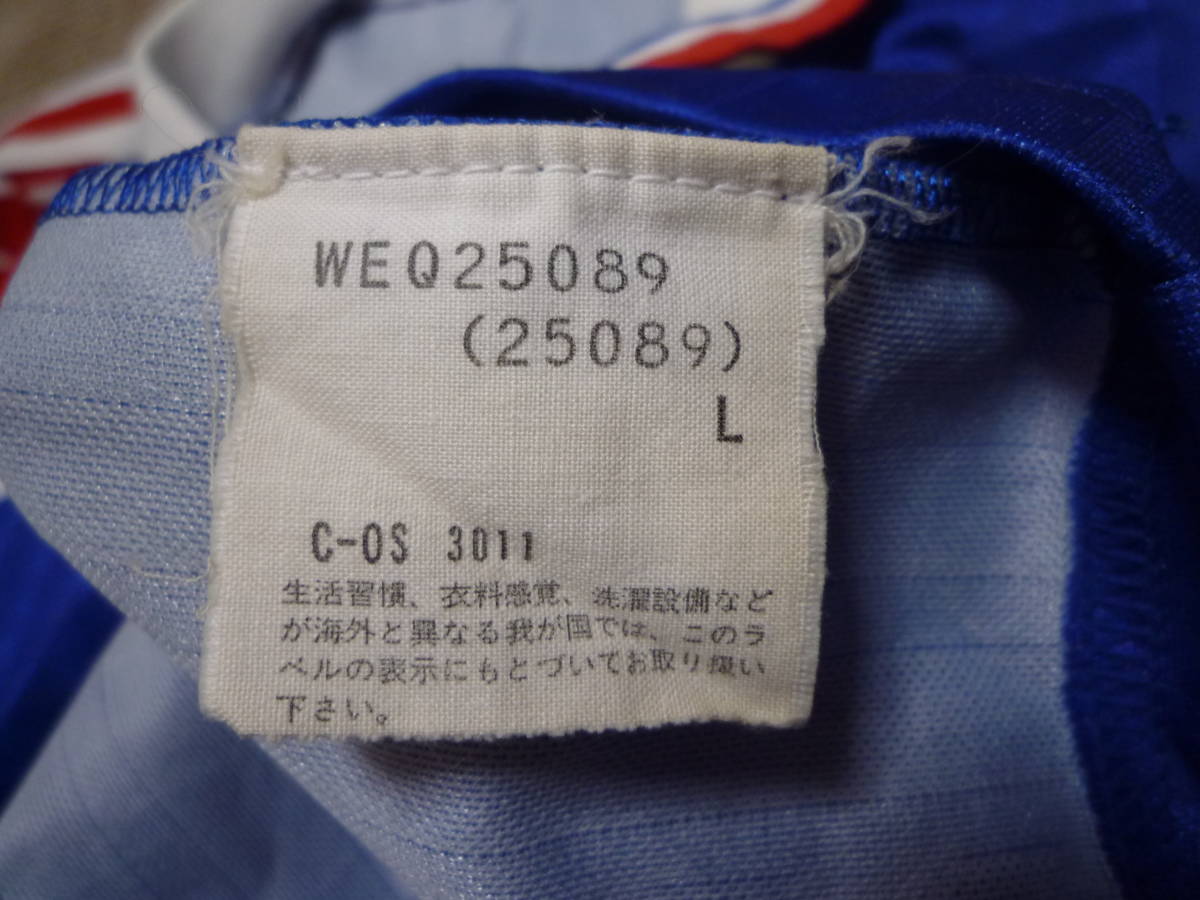 WEQ25089
(25089)
L
C-OS 3011
生活習慣、衣料感覚、洗濯設備など
が海外と異なる我が国では、このラ
ベルの表示にもとづいてお取り扱い
下さい。